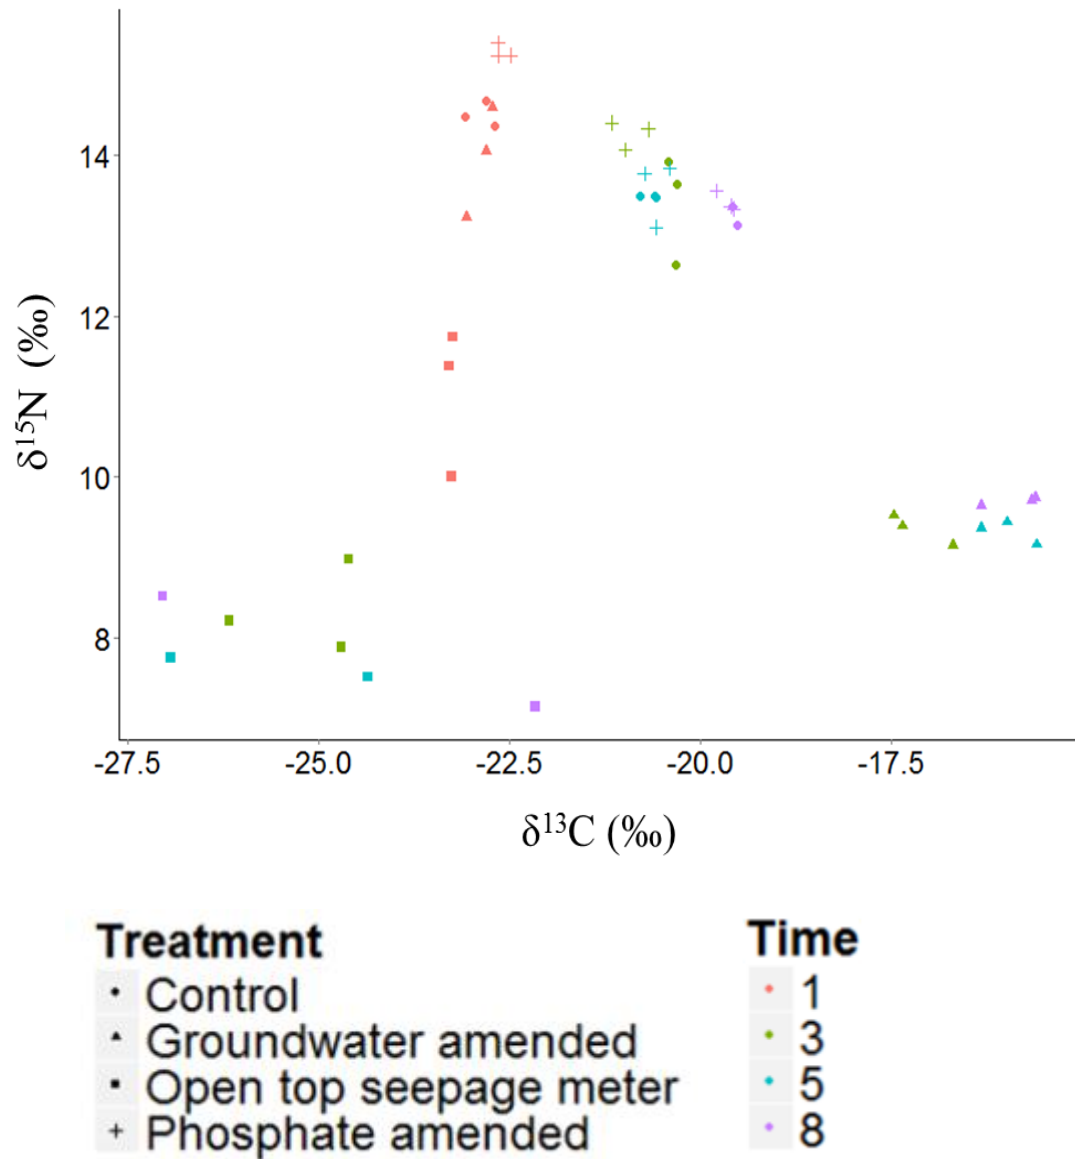 14
12
10
8
δ¹⁵N (‰)
-27.5 -25.0 -22.5 -20.0 -17.5
δ¹³C (‰)
Treatment
Control
Groundwater amended
Open top seepage meter
Phosphate amended
Time
1
3
5
8